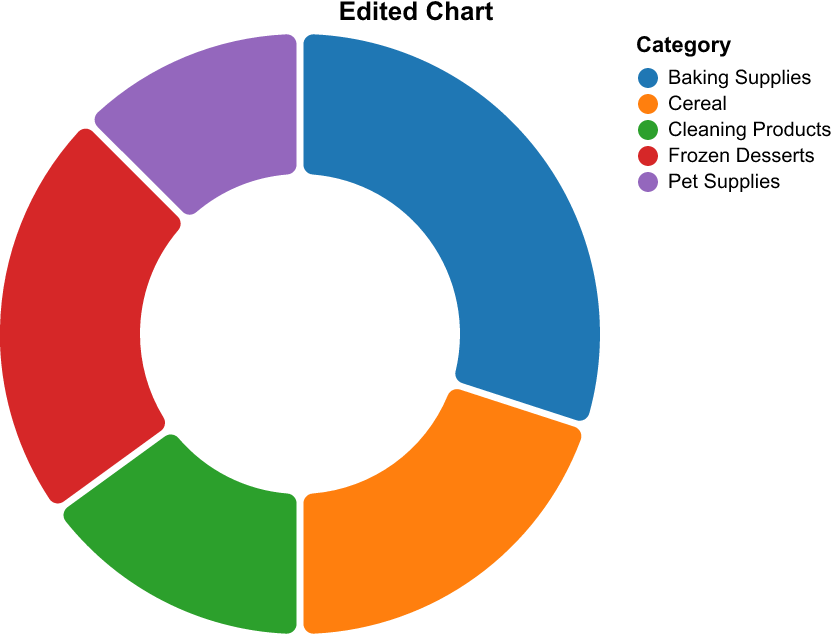 Edited Chart
Category
Baking Supplies
Cereal
Cleaning Products
Frozen Desserts
Pet Supplies